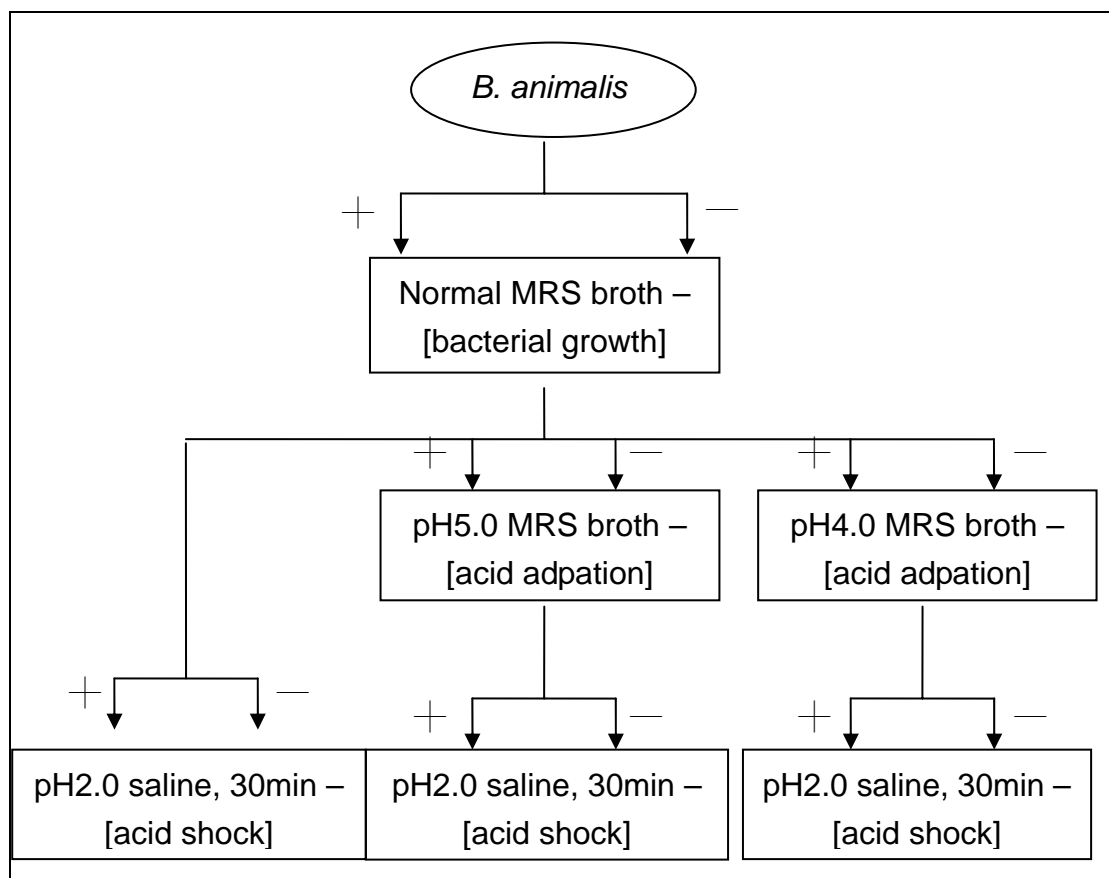 B. animalis
+ —
Normal MRS broth –
[bacterial growth]
+ — + —
pH5.0 MRS broth –
[acid adpation]
pH4.0 MRS broth –
[acid adpation]
+ — + — + —
pH2.0 saline, 30min –
[acid shock]
pH2.0 saline, 30min –
[acid shock]
pH2.0 saline, 30min –
[acid shock]